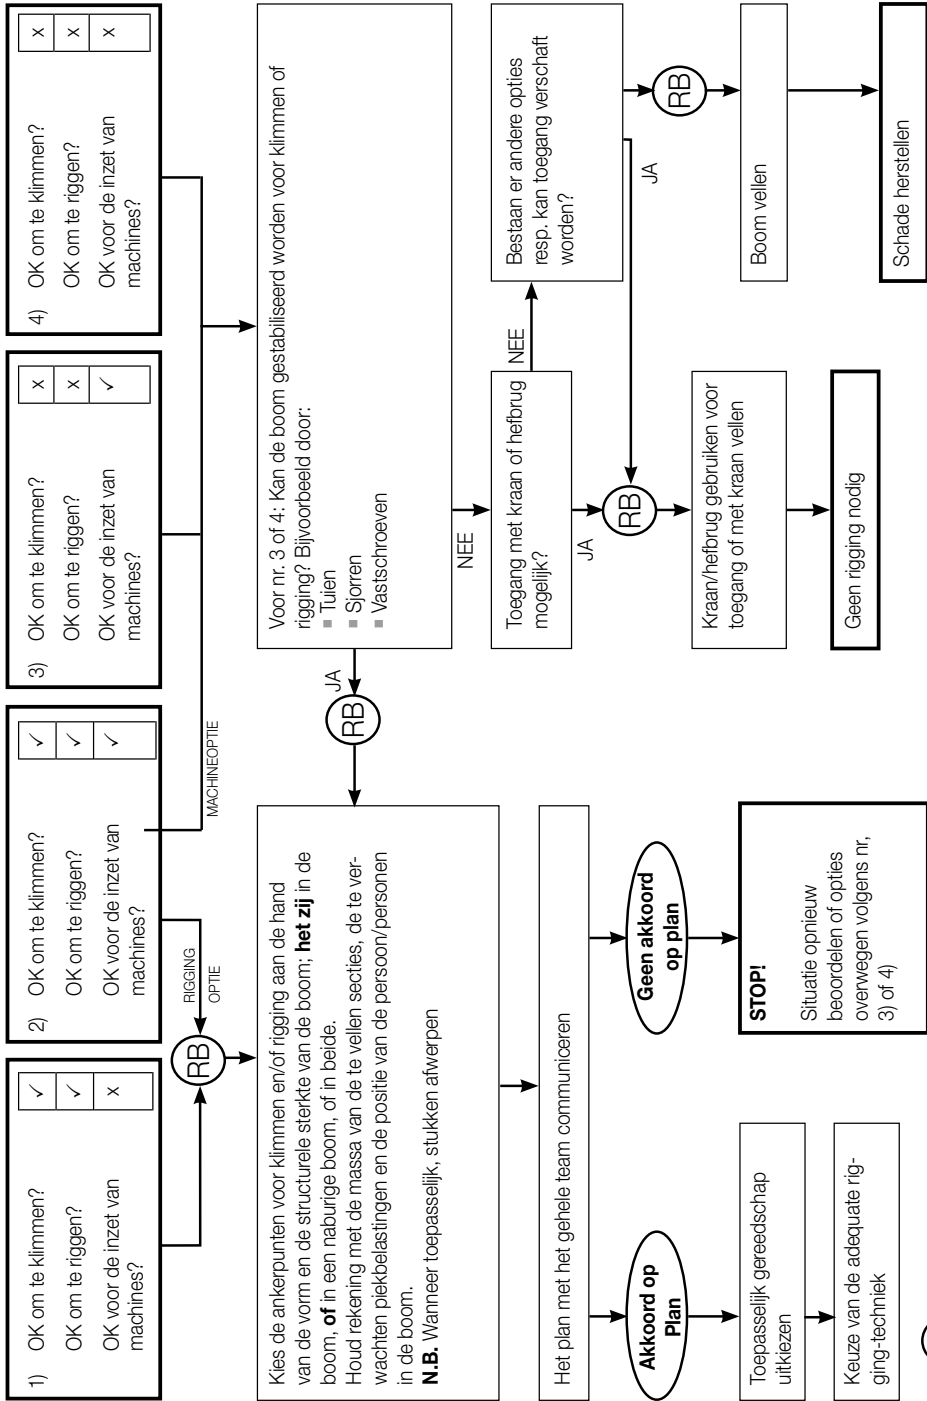 1)
OK om te klimmen? ✓
OK om te riggen? ✓
OK voor de inzet van x
machines?
2)
OK om te klimmen? ✓
OK om te riggen? ✓
OK voor de inzet van ✓
machines?
3)
OK om te klimmen? x
OK om te riggen? x
OK voor de inzet van ✓
machines?
4)
OK om te klimmen? x
OK om te riggen? x
OK voor de inzet van x
machines?
RIGGING
OPTIE
MACHINEOPTIE
RB
Kies de ankerpunten voor klimmen en/of rigging aan de hand
van de vorm en de structurele sterkte van de boom; het zij in de
boom, of in een naburige boom, of in beide.
Houd rekening met de massa van de te vellen secties, de te ver-
wachten piekbelastingen en de positie van de persoon/personen
in de boom.
N.B. Wanneer toepasselijk, stukken afwerpen
RB
JA
Voor nr. 3 of 4: Kan de boom gestabiliseerd worden voor klimmen of
rigging? Bijvoorbeeld door:
■ Tuien
■ Sjorren
■ Vastschroeven
NEE
Toegang met kraan of hefbrug
mogelijk?
NEE
Bestaan er andere opties
resp. kan toegang verschaft
worden?
JA
RB
JA
RB
Het plan met het gehele team communiceren
Akkoord op
Plan
Geen akkoord
op plan
Kraan/hefbrug gebruiken voor
toegang of met kraan vellen
Boom vellen
Toepasselijk gereedschap
uitkiezen
STOP!
Situatie opnieuw
beoordelen of opties
overwegen volgens nr,
3) of 4)
Geen rigging nodig
Schade herstellen
Keuze van de adequate rig-
ging-techniek